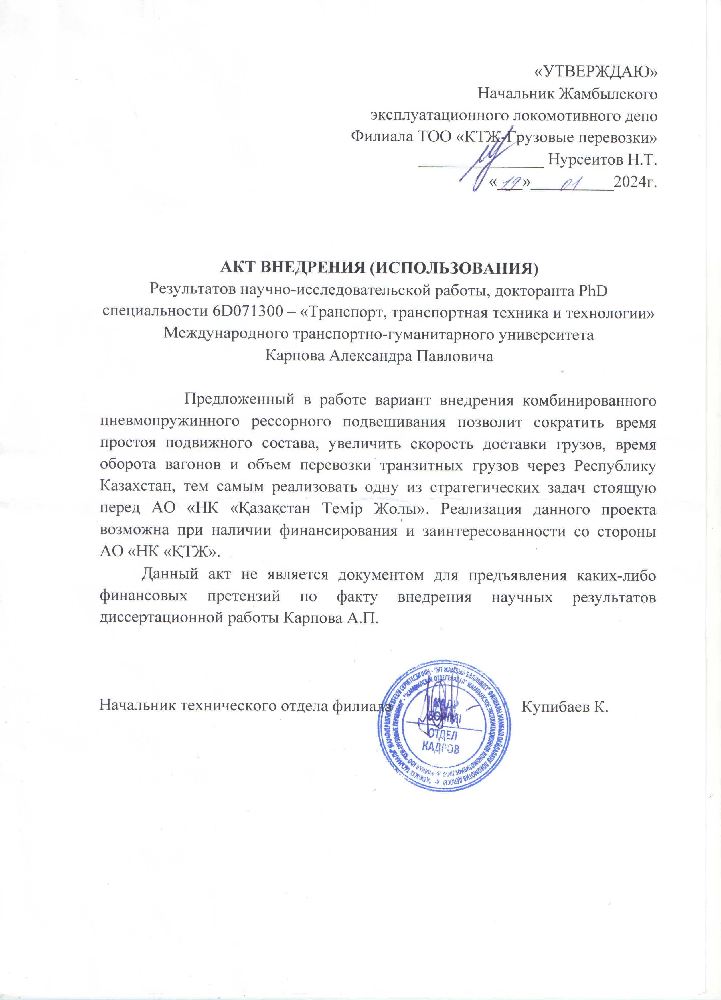 «УТВЕРЖДАЮ»
Начальник Жамбылского
эксплуатационного локомотивного депо
Филиала ТОО «КТЖ-Грузовые перевозки»
_______________ Нурсеитов Н.Т.
«19» 01 2024г.
АКТ ВНЕДРЕНИЯ (ИСПОЛЬЗОВАНИЯ)
Результатов научно-исследовательской работы, докторанта PhD
специальности 6D071300 – «Транспорт, транспортная техника и технологии»
Международного транспортно-гуманитарного университета
Карпова Александра Павловича
Предложенный в работе вариант внедрения комбинированного
пневмопружинного рессорного подвешивания позволит сократить время
простоя подвижного состава, увеличить скорость доставки грузов, время
оборота вагонов и объем перевозки транзитных грузов через Республику
Казахстан, тем самым реализовать одну из стратегических задач стоящую
перед АО «НК «Қазақстан Темір Жолы». Реализация данного проекта
возможна при наличии финансирования и заинтересованности со стороны
АО «НК «ҚТЖ».
Данный акт не является документом для предъявления каких-либо
финансовых претензий по факту внедрения научных результатов
диссертационной работы Карпова А.П.
Начальник технического отдела филиала Купибаев К.
КАДР
БӨЛІМІ
ОТДЕЛ
КАДРОВ